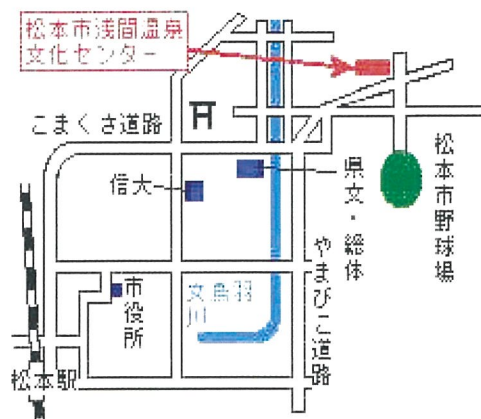 松本市浅間温泉
文化センター
こまくさ道路
信大
県文・総体
松本市野球場
やまびこ道路
市役所
女鳥羽
川
松本駅